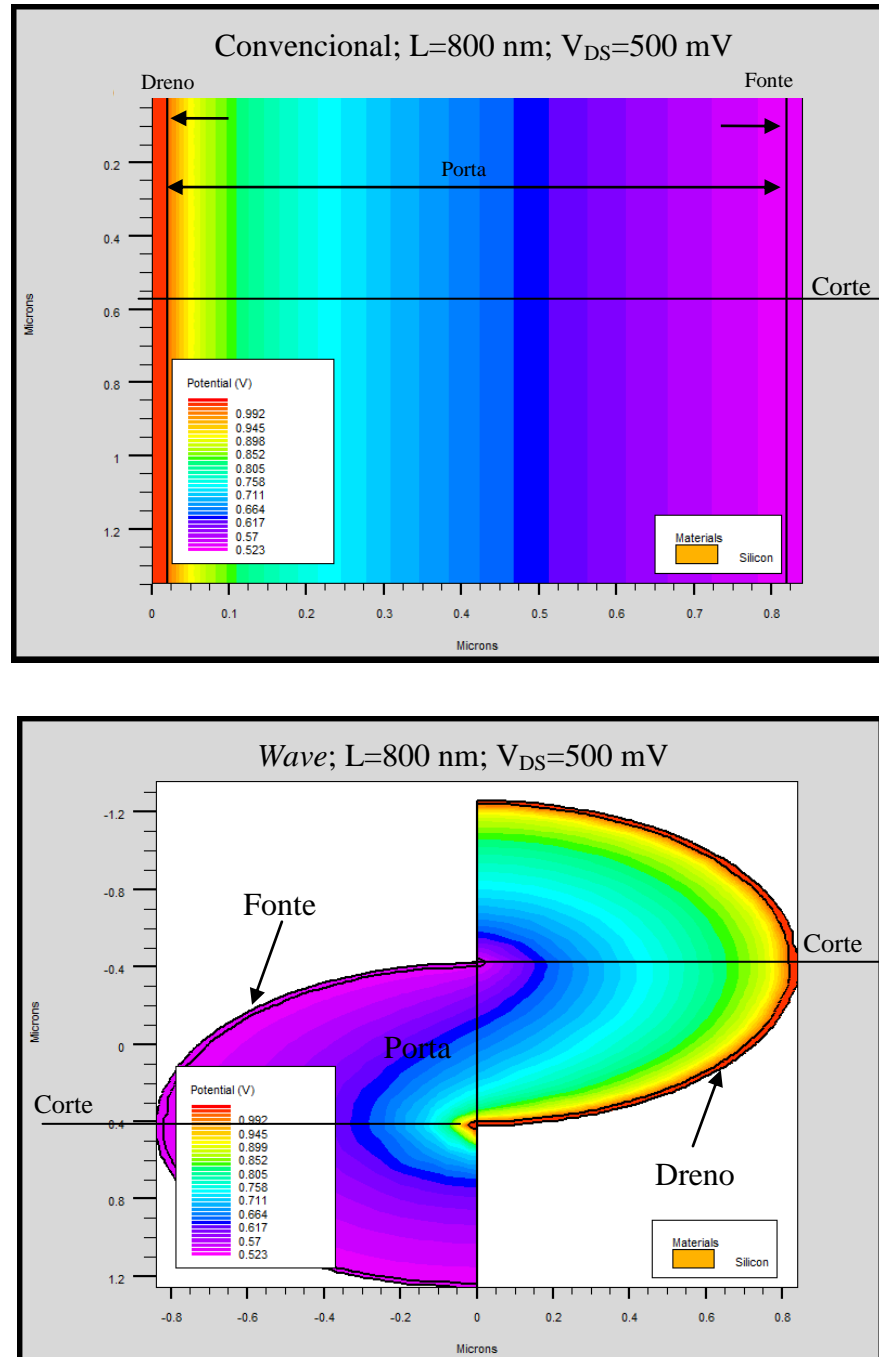 Convencional; L=800 nm; VDS=500 mV
Dreno
Fonte
Porta
Corte
0.2
0.4
0.6
0.8
1
1.2
Microns
Potential (V)
0.992
0.945
0.898
0.852
0.805
0.758
0.711
0.664
0.617
0.57
0.523
Materials
Silicon
0
0.1
0.2
0.3
0.4
0.5
0.6
0.7
0.8
Microns
Wave; L=800 nm; VDS=500 mV
-1.2
-0.8
-0.4
0
0.4
0.8
1.2
Microns
Fonte
Corte
Porta
Corte
Dreno
Potential (V)
0.992
0.945
0.899
0.852
0.805
0.758
0.711
0.664
0.617
0.57
0.523
Materials
Silicon
-0.8
-0.6
-0.4
-0.2
0
0.2
0.4
0.6
0.8
Microns